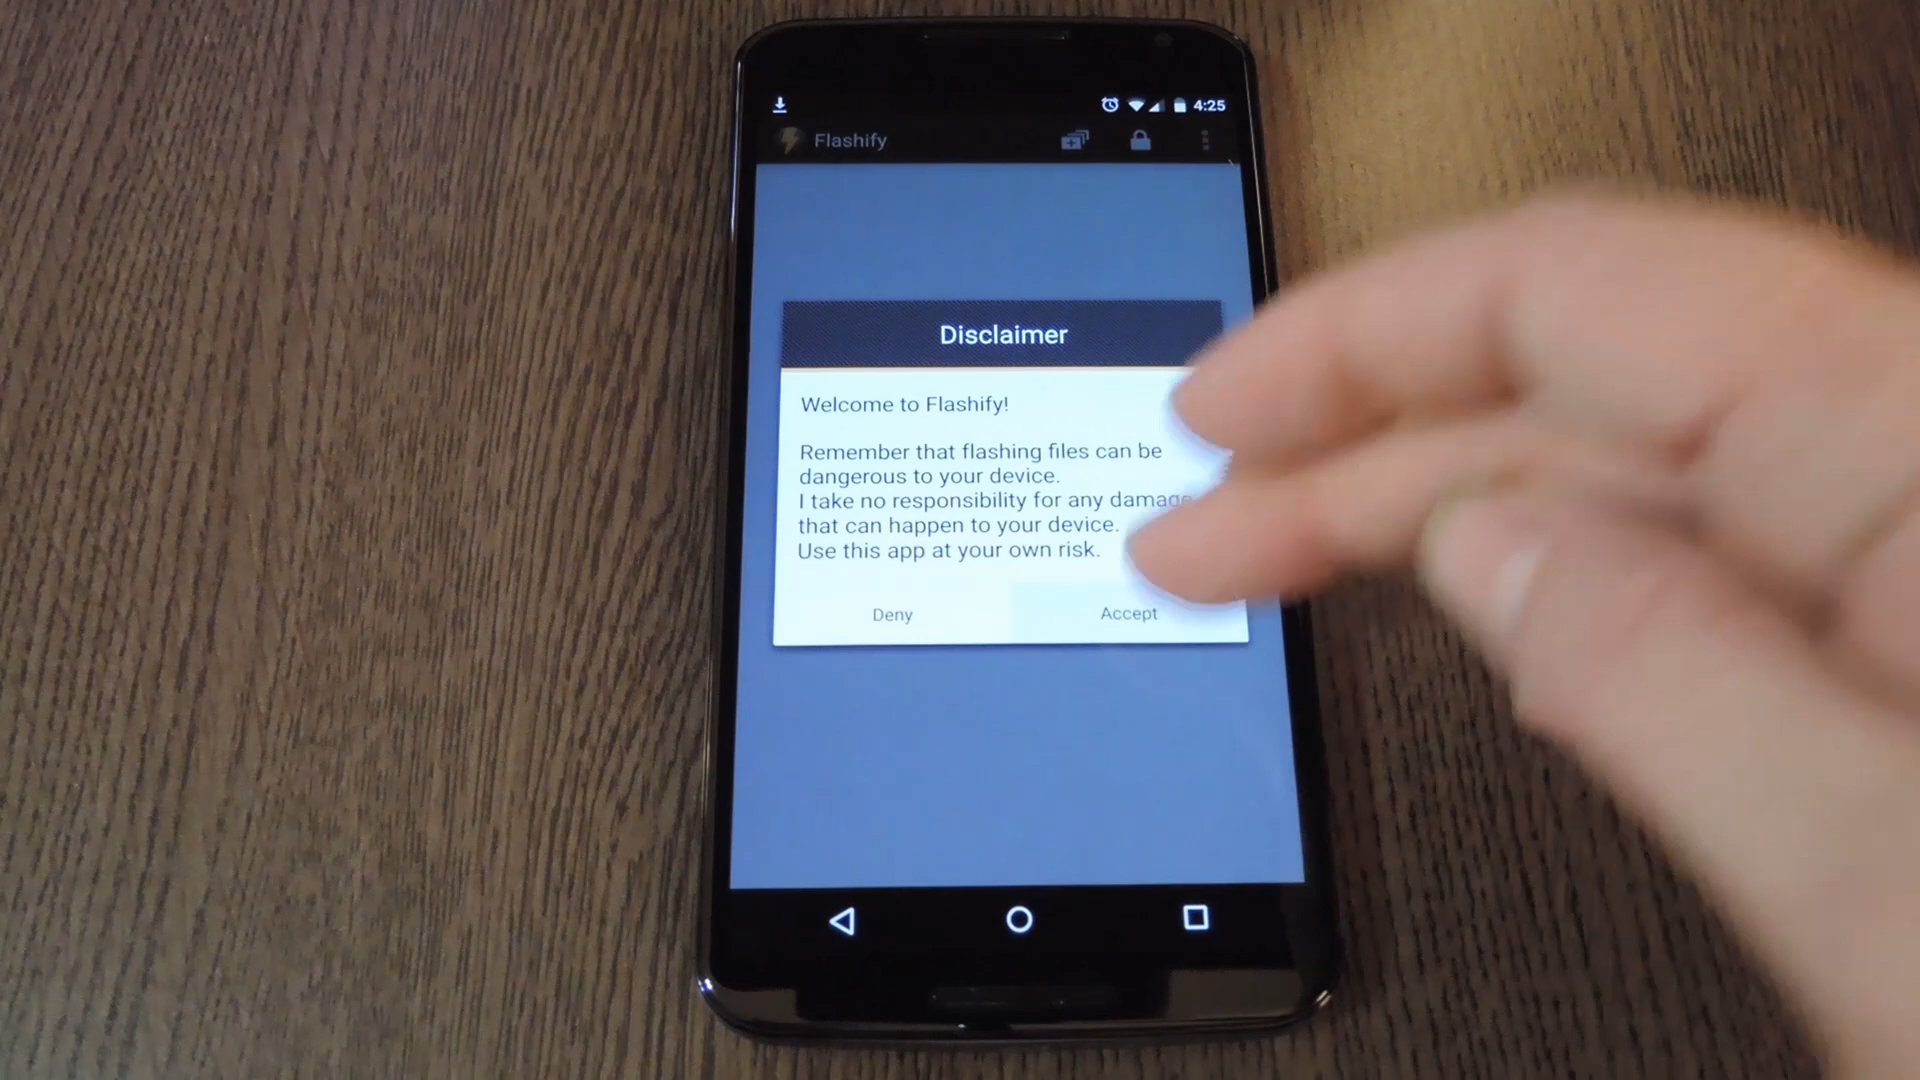 4:25
Flashify
Disclaimer
Welcome to Flashify!
Remember that flashing files can be
dangerous to your device.
I take no responsibility for any damage
that can happen to your device.
Use this app at your own risk.
Deny Accept